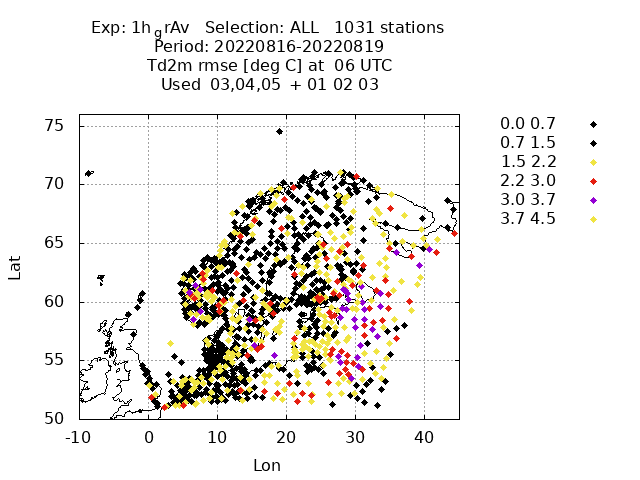 Exp: 1h grAv Selection: ALL 1031 stations
Period: 20220816-20220819
Td2m rmse [deg C] at 06 UTC
Used 03,04,05 + 01 02 03
0.0 0.7
0.7 1.5
1.5 2.2
2.2 3.0
3.0 3.7
3.7 4.5
Lat
75
70
65
60
55
50
-10 0 10 20 30 40
Lon